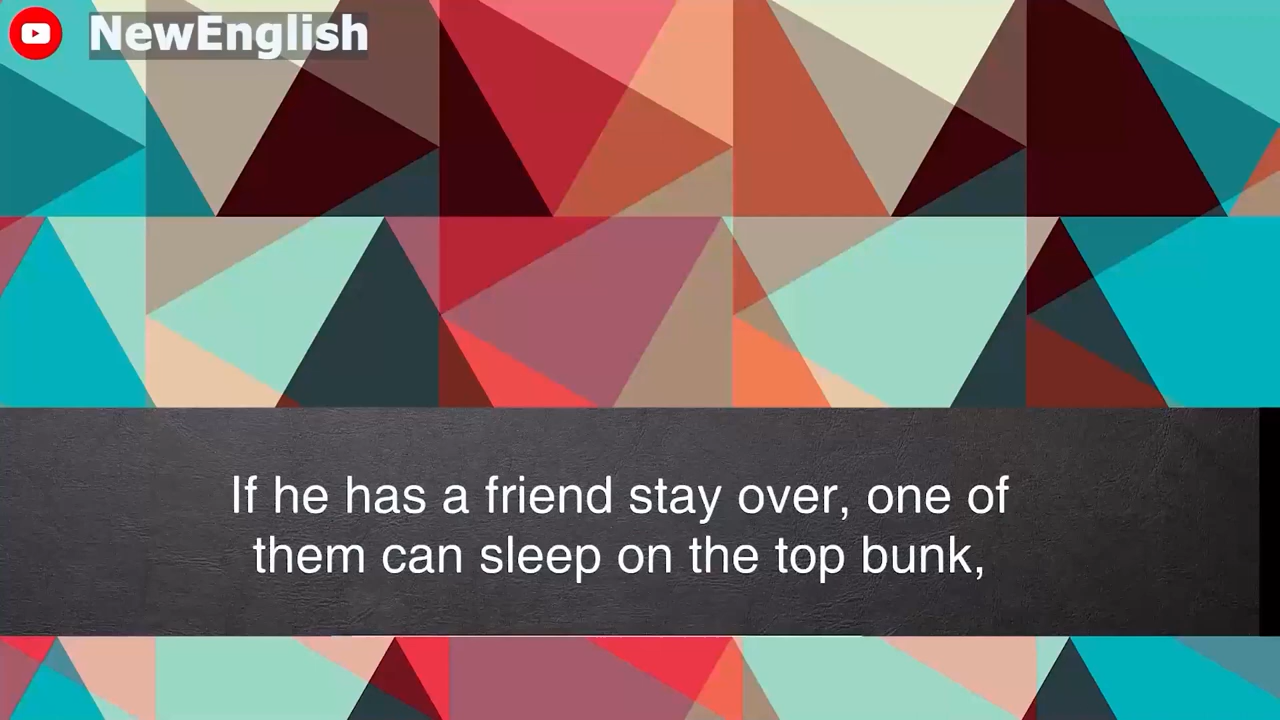 NewEnglish
If he has a friend stay over, one of
them can sleep on the top bunk,